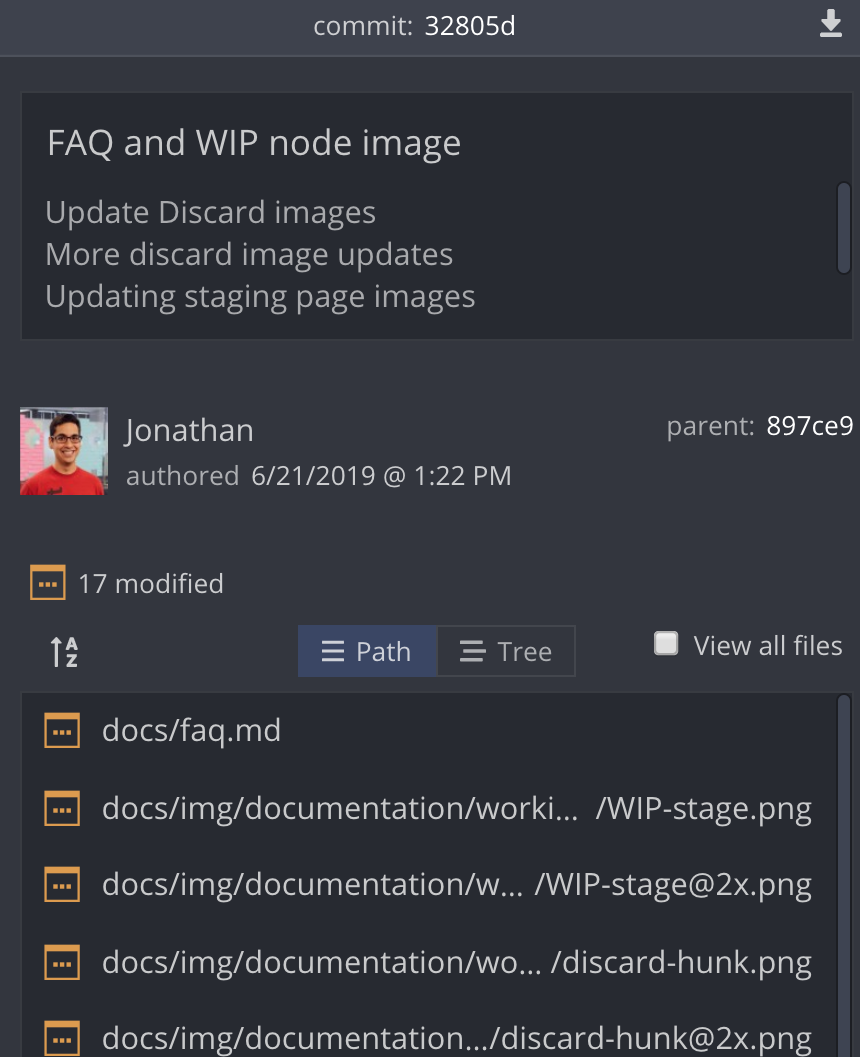 commit: 32805d
FAQ and WIP node image
Update Discard images
More discard image updates
Updating staging page images
Jonathan
parent: 897ce9
authored 6/21/2019 @ 1:22 PM
17 modified
A
Z
Path
Tree
View all files
docs/faq.md
docs/img/documentation/worki... /WIP-stage.png
docs/img/documentation/w... /WIP-stage@2x.png
docs/img/documentation/wo... /discard-hunk.png
docs/img/documentation.../discard-hunk@2x.png